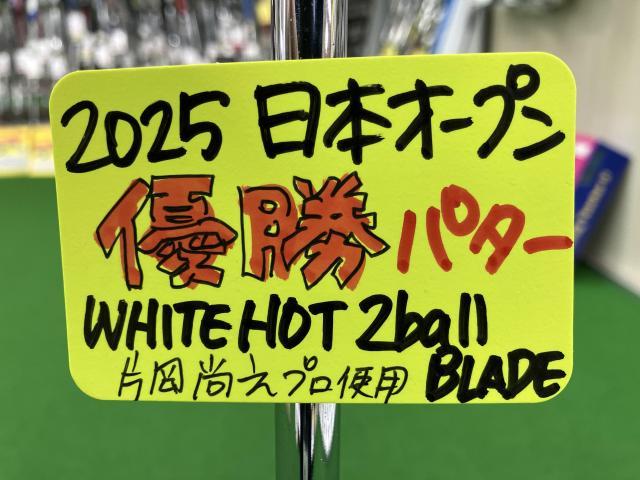 2025 日本オープン
優勝パター
WHITE HOT 2ball
片岡尚之プロ使用 BLADE